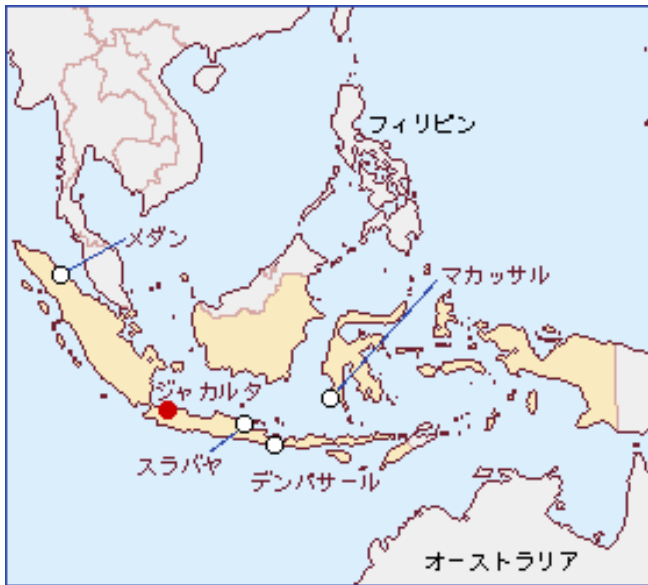 フィリピン
メダン
マカッサル
ジャカルタ
スラバヤ
デンパサール
オーストラリア